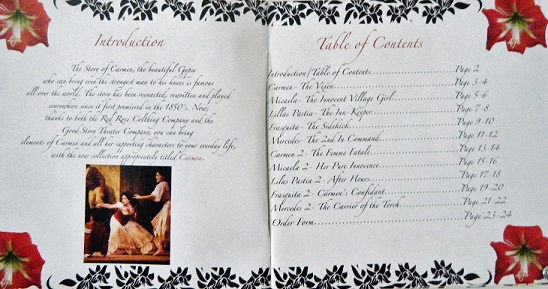 Introduction
The Story of Carmen, the beautiful Gypsy
who can bring even the strongest man to his knees is famous
all over the world. The story has been reenacted, rewritten and played
everywhere since it first premiered in the 1850's. Now,
thanks to both the Red Rose Colthing Company and the
Good Story Theater Company, you can bring
elements of Carmen and all her supporting characters to your everyday life,
with the new collection appropriately titled Carmen.
Table of Contents
Introduction/Table of Contents....................Page 2
Carmen- The Vixen....................Page 3-4
Micaela- The Innocent Village Girl....................Page 5-6
Lillas Pastia- The Inn-Keeper....................Page 7-8
Frasquita- The Sidekick....................Page 9-10
Mercedes- The 2nd In Command....................Page 11-12
Carmen 2- The Femme Fatale....................Page 13-14
Micaela 2- Her Pure Innocence....................Page 15-16
Lilas Pastia 2- After Hours....................Page 17-18
Frasquita 2- Carmen's Confidant....................Page 19-20
Mercedes 2- The Carrier of the Torch....................Page 21-22
Order Form....................Page 23-24